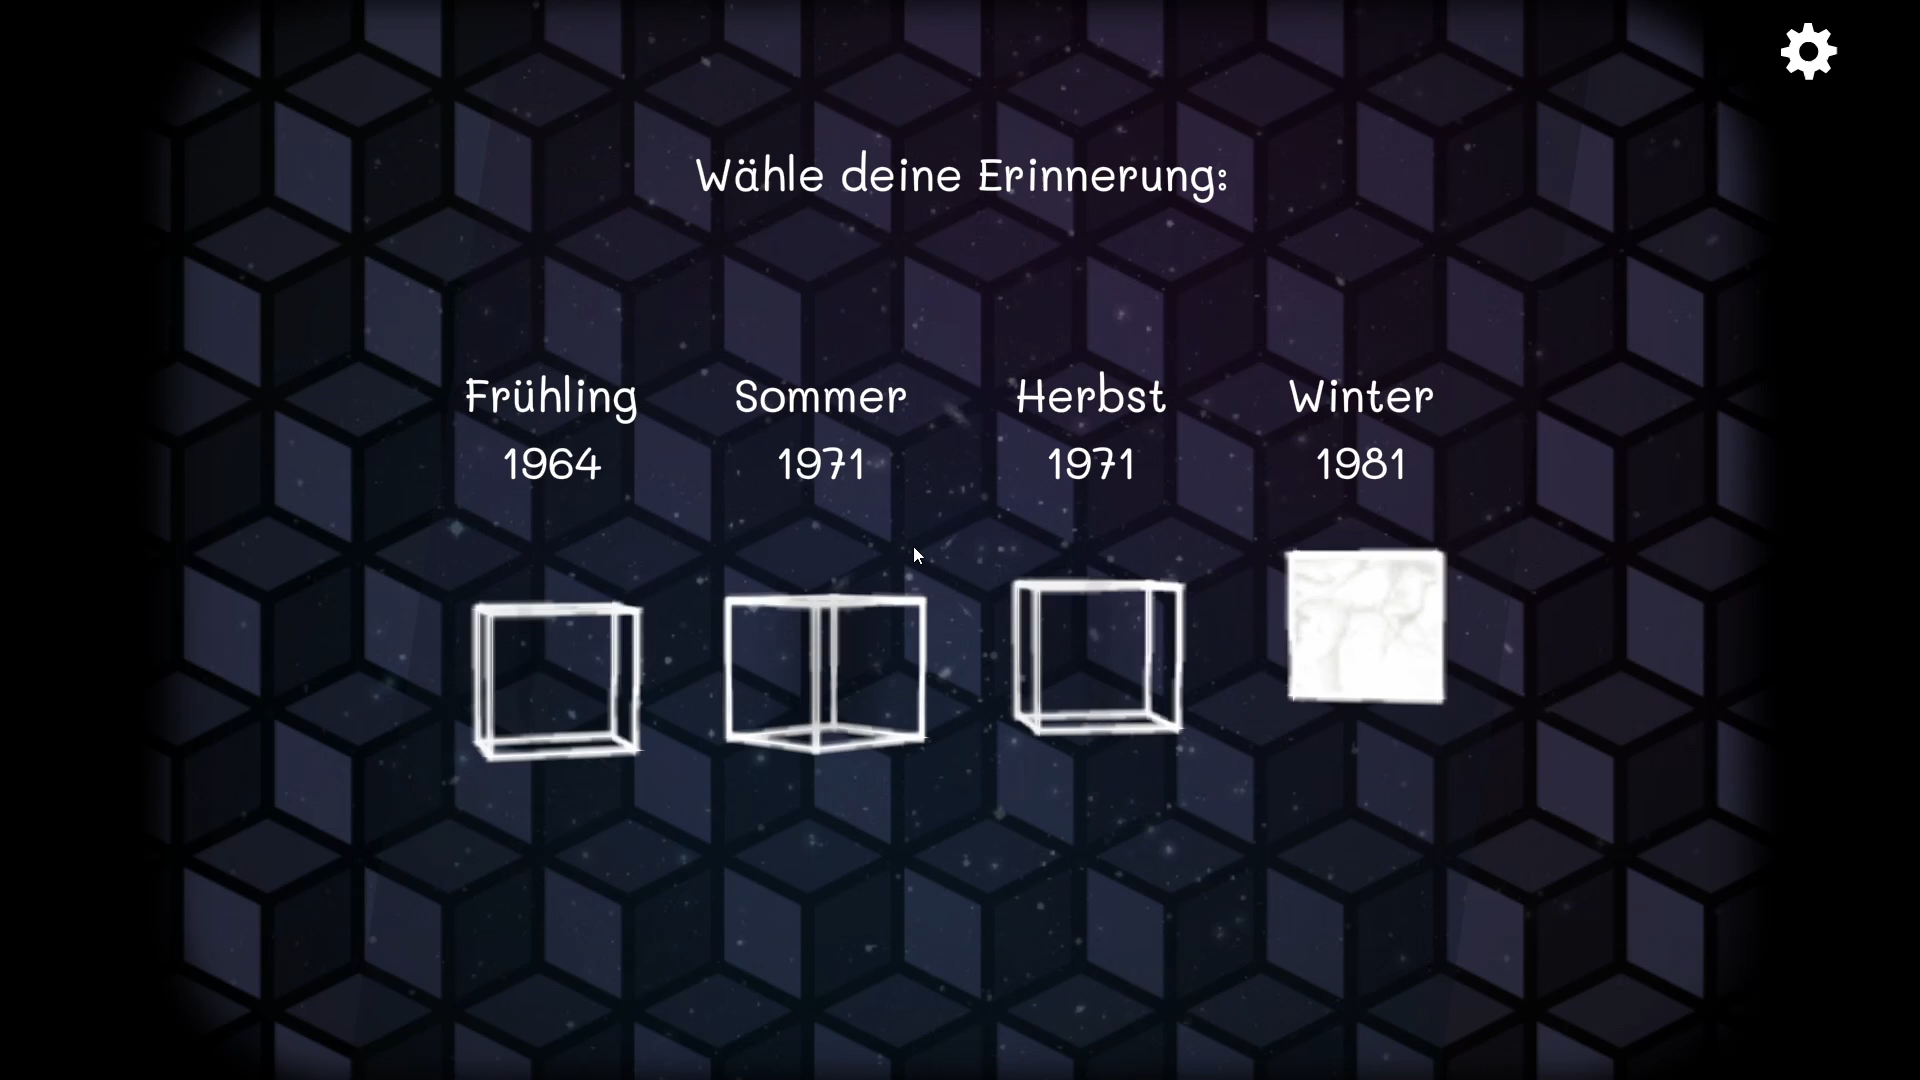 Wähle deine Erinnerung:
Frühling Sommer Herbst Winter
1964 1971 1971 1981